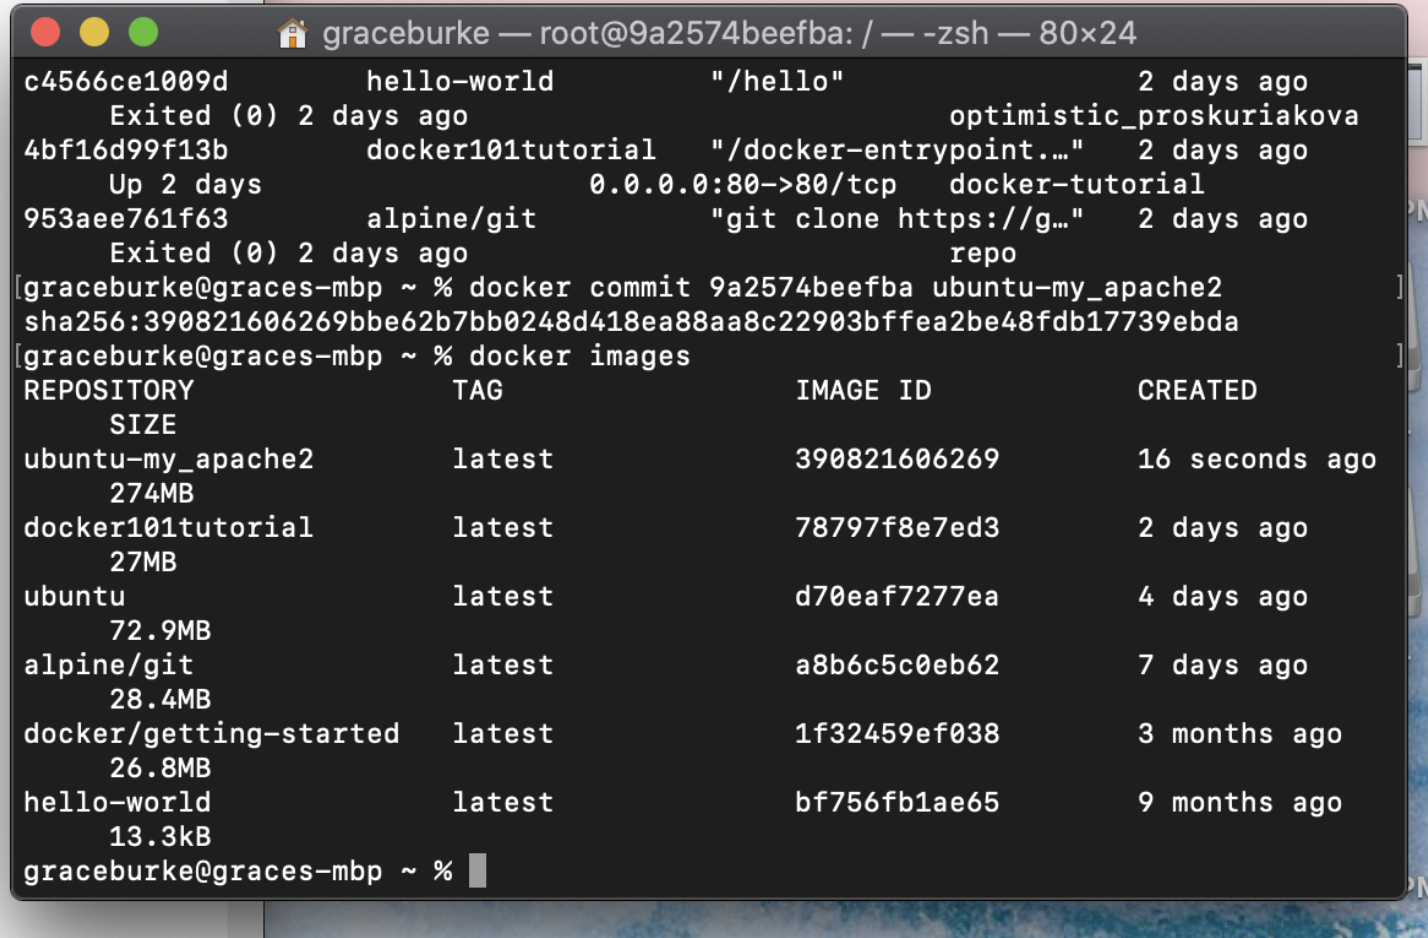 graceburke — root@9a2574beefba: / — -zsh — 80×24
c4566ce1009d        hello-world         "/hello"                 2 days ago
     Exited (0) 2 days ago                            optimistic_proskuriakova
4bf16d99f13b        docker101tutorial   "/docker-entrypoint.…"   2 days ago
     Up 2 days                   0.0.0.0:80->80/tcp   docker-tutorial
953aee761f63        alpine/git          "git clone https://g…"   2 days ago
     Exited (0) 2 days ago                            repo
[graceburke@graces-mbp ~ % docker commit 9a2574beefba ubuntu-my_apache2          ]
sha256:390821606269bbe62b7bb0248d418ea88aa8c22903bffea2be48fdb17739ebda
[graceburke@graces-mbp ~ % docker images                                         ]
REPOSITORY               TAG                 IMAGE ID            CREATED
     SIZE
ubuntu-my_apache2        latest              390821606269        16 seconds ago
     274MB
docker101tutorial        latest              78797f8e7ed3        2 days ago
     27MB
ubuntu                   latest              d70eaf7277ea        4 days ago
     72.9MB
alpine/git               latest              a8b6c5c0eb62        7 days ago
     28.4MB
docker/getting-started   latest              1f32459ef038        3 months ago
     26.8MB
hello-world              latest              bf756fb1ae65        9 months ago
     13.3kB
graceburke@graces-mbp ~ %